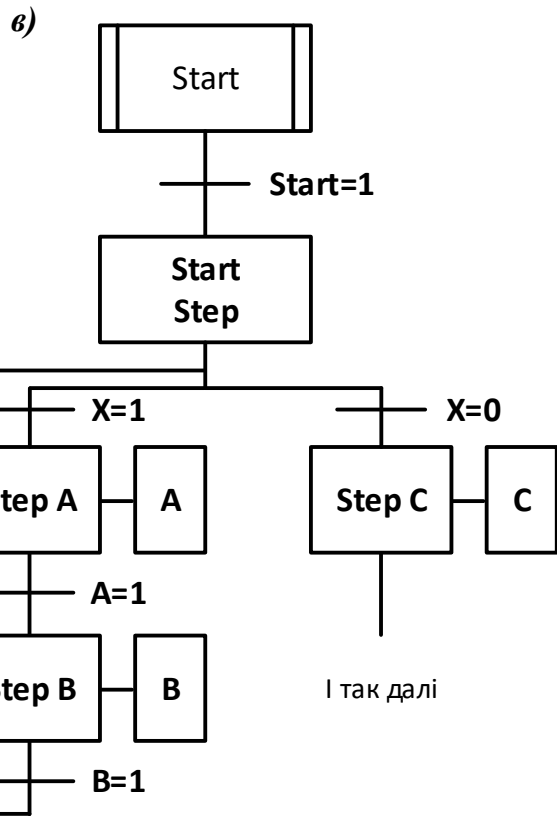 в)
Start
Start=1
Start
Step
X=1
X=0
tep A
A
Step C
C
A=1
tep B
B
І так далі
B=1